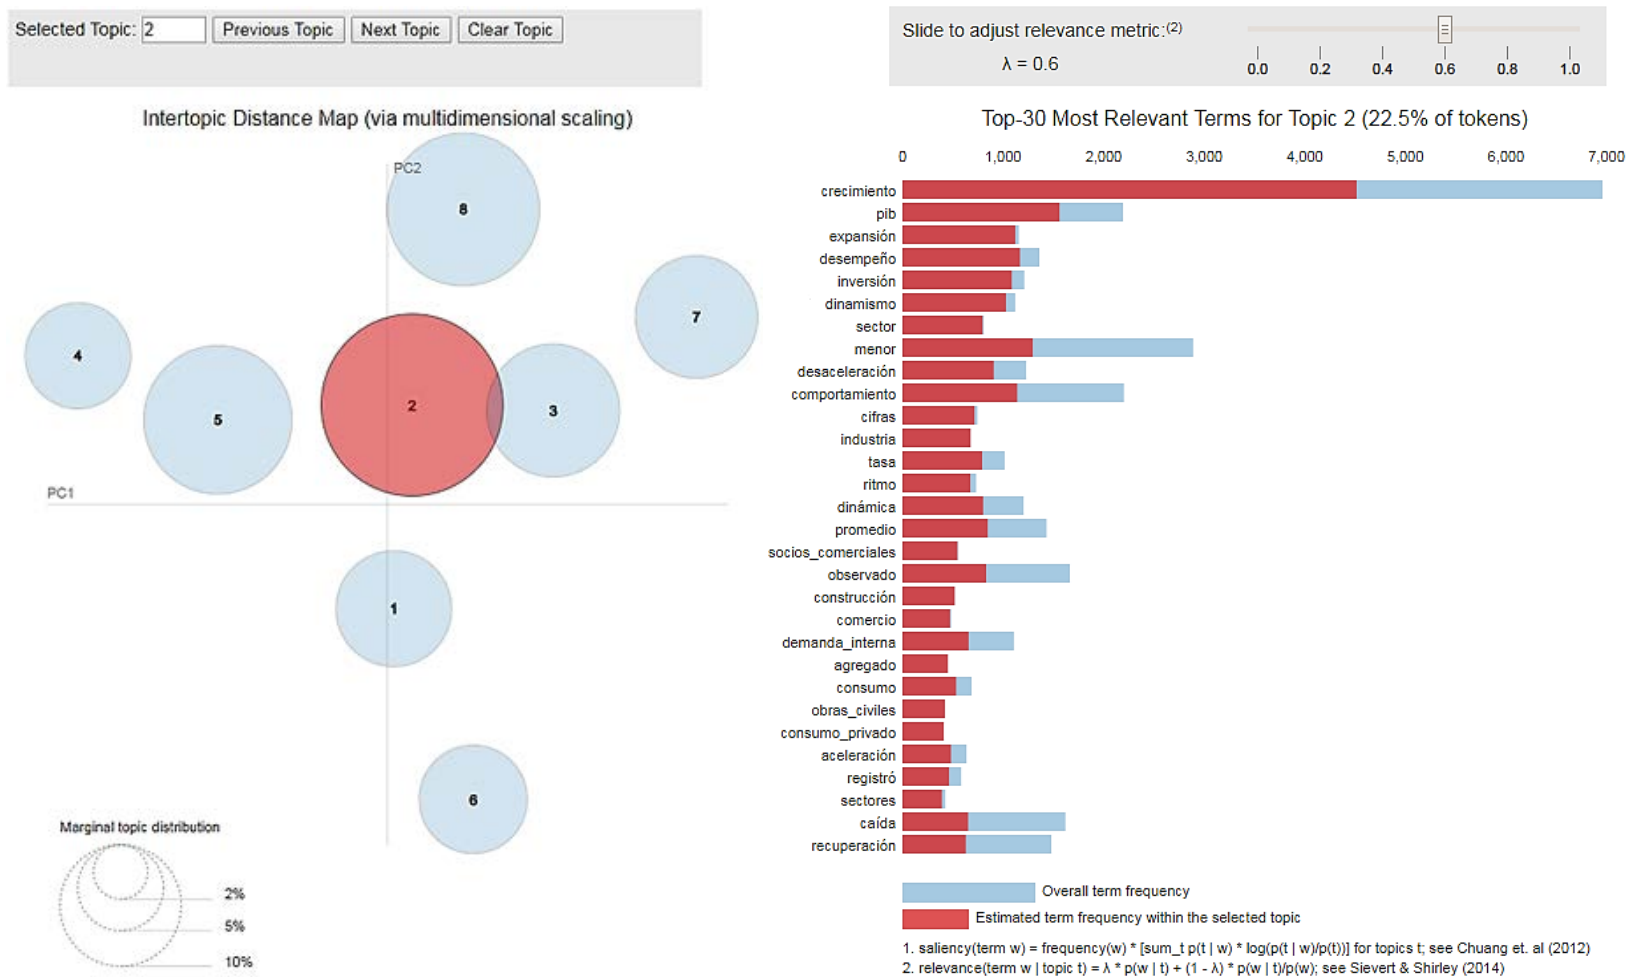 Selected Topic: 2 Previous Topic Next Topic Clear Topic
Slide to adjust relevance metric:(2)
λ = 0.6
0.0 0.2 0.4 0.6 0.8 1.0
Intertopic Distance Map (via multidimensional scaling)
PC2
8
7
4
5
2
3
PC1
1
6
Marginal topic distribution
2%
5%
10%
Top-30 Most Relevant Terms for Topic 2 (22.5% of tokens)
0 1,000 2,000 3,000 4,000 5,000 6,000 7,000
crecimiento
pib
expansión
desempeño
inversión
dinamismo
sector
menor
desaceleración
comportamiento
cifras
industria
tasa
ritmo
dinámica
promedio
socios_comerciales
observado
construcción
comercio
demanda_interna
agregado
consumo
obras_civiles
consumo_privado
aceleración
registró
sectores
caída
recuperación
Overall term frequency
Estimated term frequency within the selected topic
1. saliency(term w) = frequency(w) * [sum_t p(t | w) * log(p(t | w)/p(t))] for topics t; see Chuang et. al (2012)
2. relevance(term w | topic t) = λ * p(w | t) + (1 - λ) * p(w | t)/p(w); see Sievert & Shirley (2014)